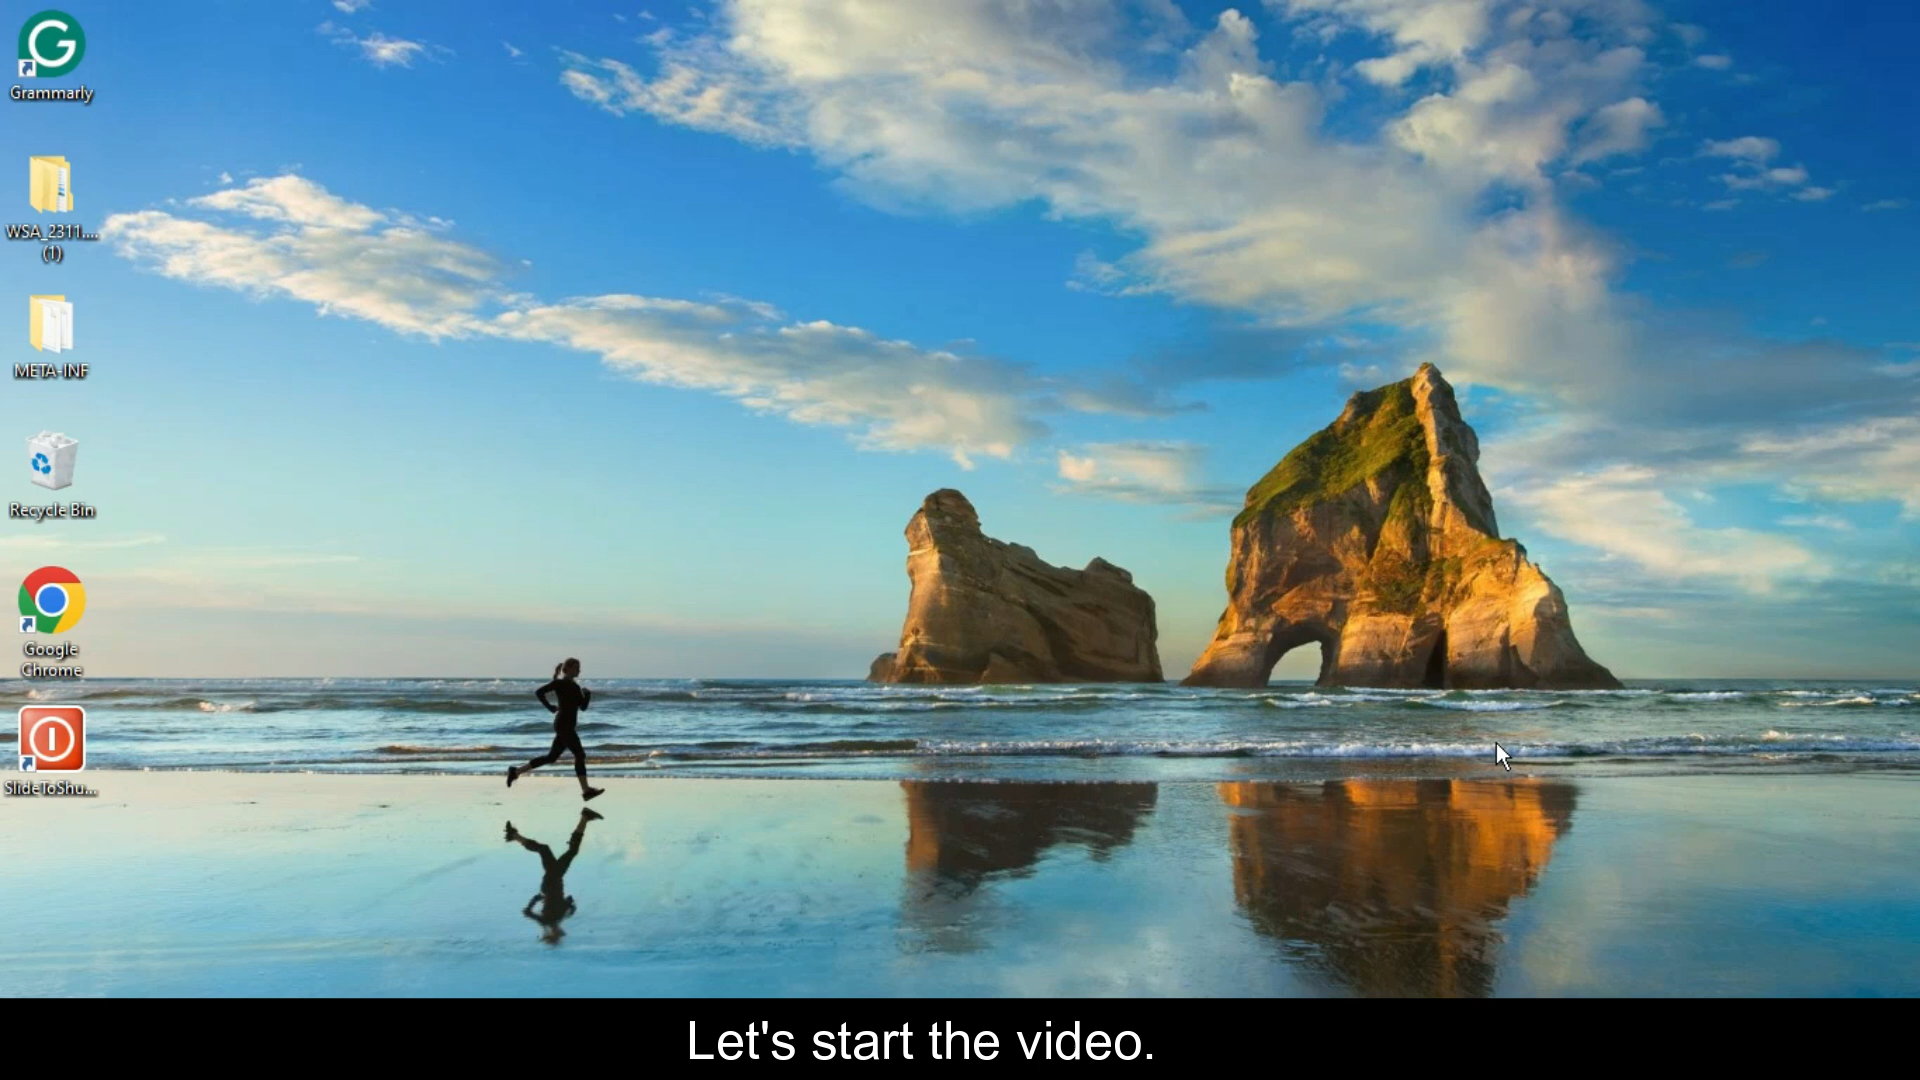 Grammarly
WSA_2311....
(1)
META-INF
Recycle Bin
Google
Chrome
SlideToShu...
Let's start the video.